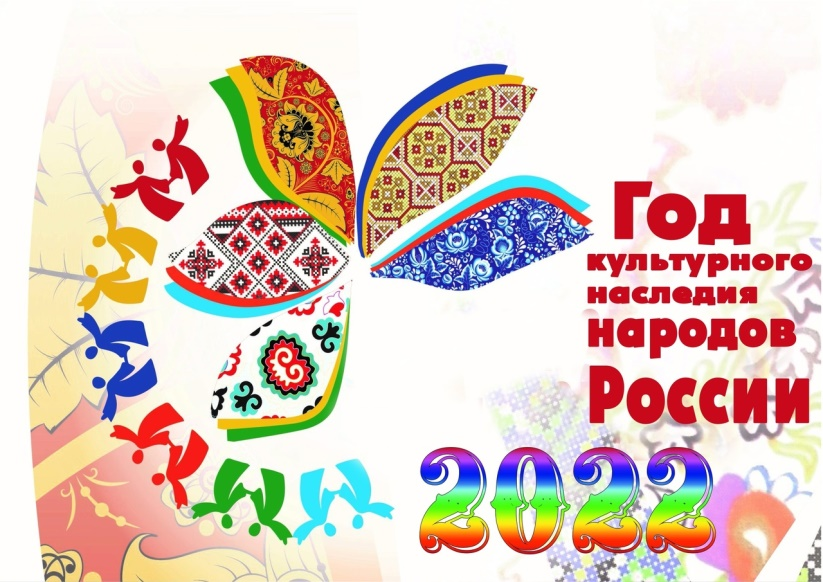 Год
культурного
наследия
народов
России
2022